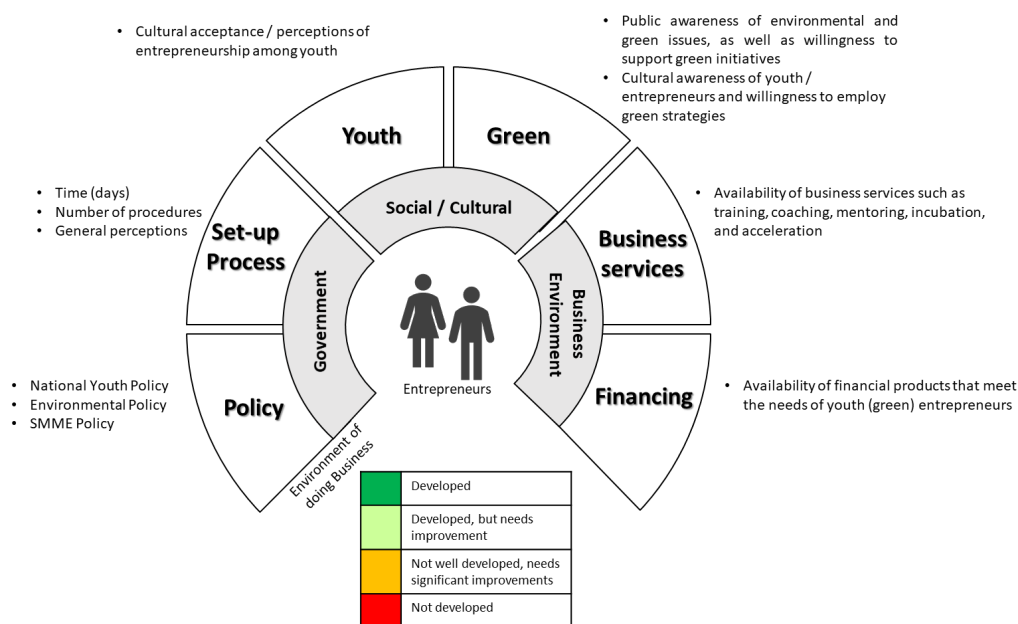 • Cultural acceptance / perceptions of
entrepreneurship among youth
• Public awareness of environmental and
green issues, as well as willingness to
support green initiatives
• Cultural awareness of youth /
entrepreneurs and willingness to employ
green strategies
Youth
Green
Social / Cultural
• Time (days)
• Number of procedures
• General perceptions
Set-up
Process
Government
Business
services
Business
Environment
• Availability of business services such as
training, coaching, mentoring, incubation,
and acceleration
Entrepreneurs
• National Youth Policy
• Environmental Policy
• SMME Policy
Policy
Financing
• Availability of financial products that meet
the needs of youth (green) entrepreneurs
Environment of
doing Business
Developed
Developed, but needs
improvement
Not well developed, needs
significant improvements
Not developed